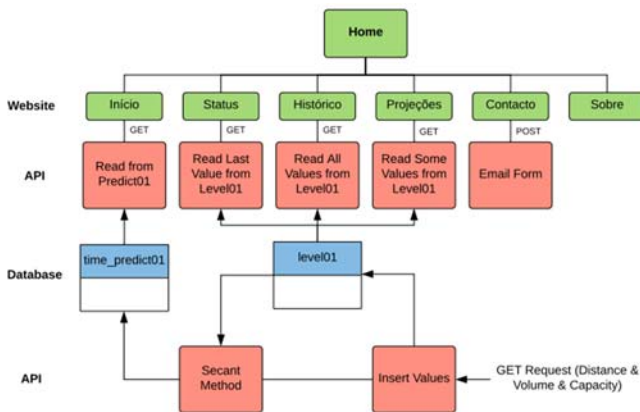 Home
Website
Início
Status
Histórico
Projeções
Contacto
Sobre
GET
GET
GET
GET
POST
API
Read from
Predict01
Read Last
Value from
Level01
Read All
Values from
Level01
Read Some
Values from
Level01
Email Form
Database
time_predict01
level01
API
Secant
Method
Insert Values
GET Request (Distance &
Volume & Capacity)